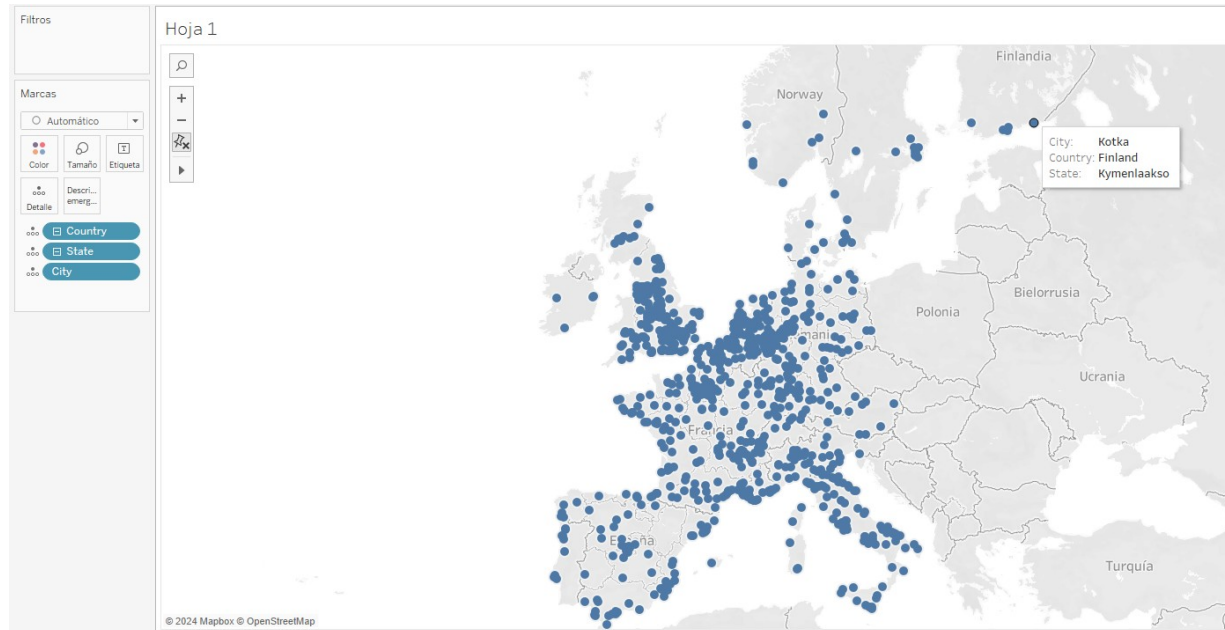 Filtros
Marcas
Automático
Color
Tamaño
Etiqueta
Detalle
Descri...
emerg...
Country
State
City
Hoja 1
Finlandia
Norway
City: Kotka
Country: Finland
State: Kymenlaakso
Bielorrusia
Polonia
mani
Ucrania
Francia
España
Turquía
© 2024 Mapbox © OpenStreetMap